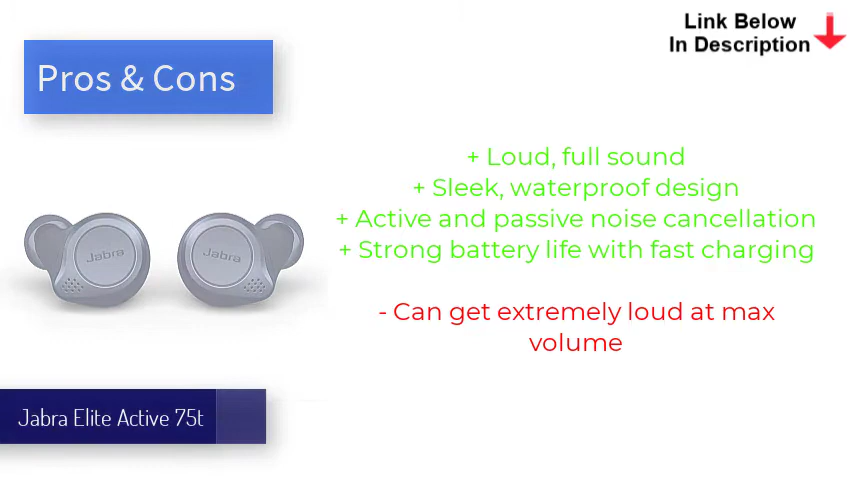 Link Below
In Description
Pros & Cons
+ Loud, full sound
+ Sleek, waterproof design
+ Active and passive noise cancellation
+ Strong battery life with fast charging
- Can get extremely loud at max
volume
Jabra
Jabra
Jabra Elite Active 75t